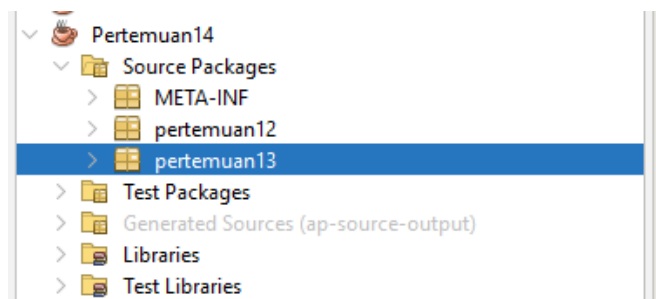 Pertemuan14
Source Packages
META-INF
pertemuan12
pertemuan13
Test Packages
Generated Sources (ap-source-output)
Libraries
Test Libraries